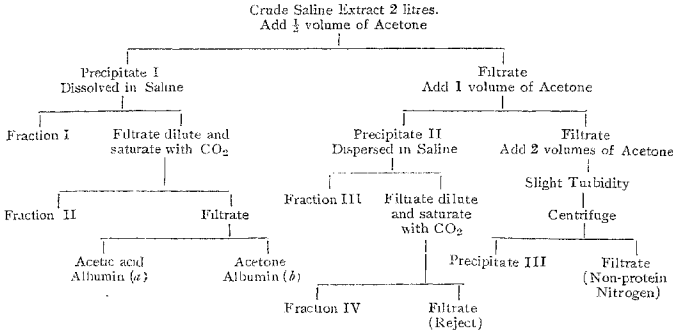 Crude Saline Extract 2 litres.
Add ½ volume of Acetone
Precipitate I
Dissolved in Saline
Filtrate
Add 1 volume of Acetone
Fraction I
Filtrate dilute and
saturate with CO₂
Precipitate II
Dispersed in Saline
Filtrate
Add 2 volumes of Acetone
Fraction II
Filtrate
Fraction III
Filtrate dilute
and saturate
with CO₂
Slight Turbidity
Centrifuge
Acetic acid
Albumin (a)
Acetone
Albumin (b)
Precipitate III
Filtrate
(Non-protein
Nitrogen)
Fraction IV
Filtrate
(Reject)